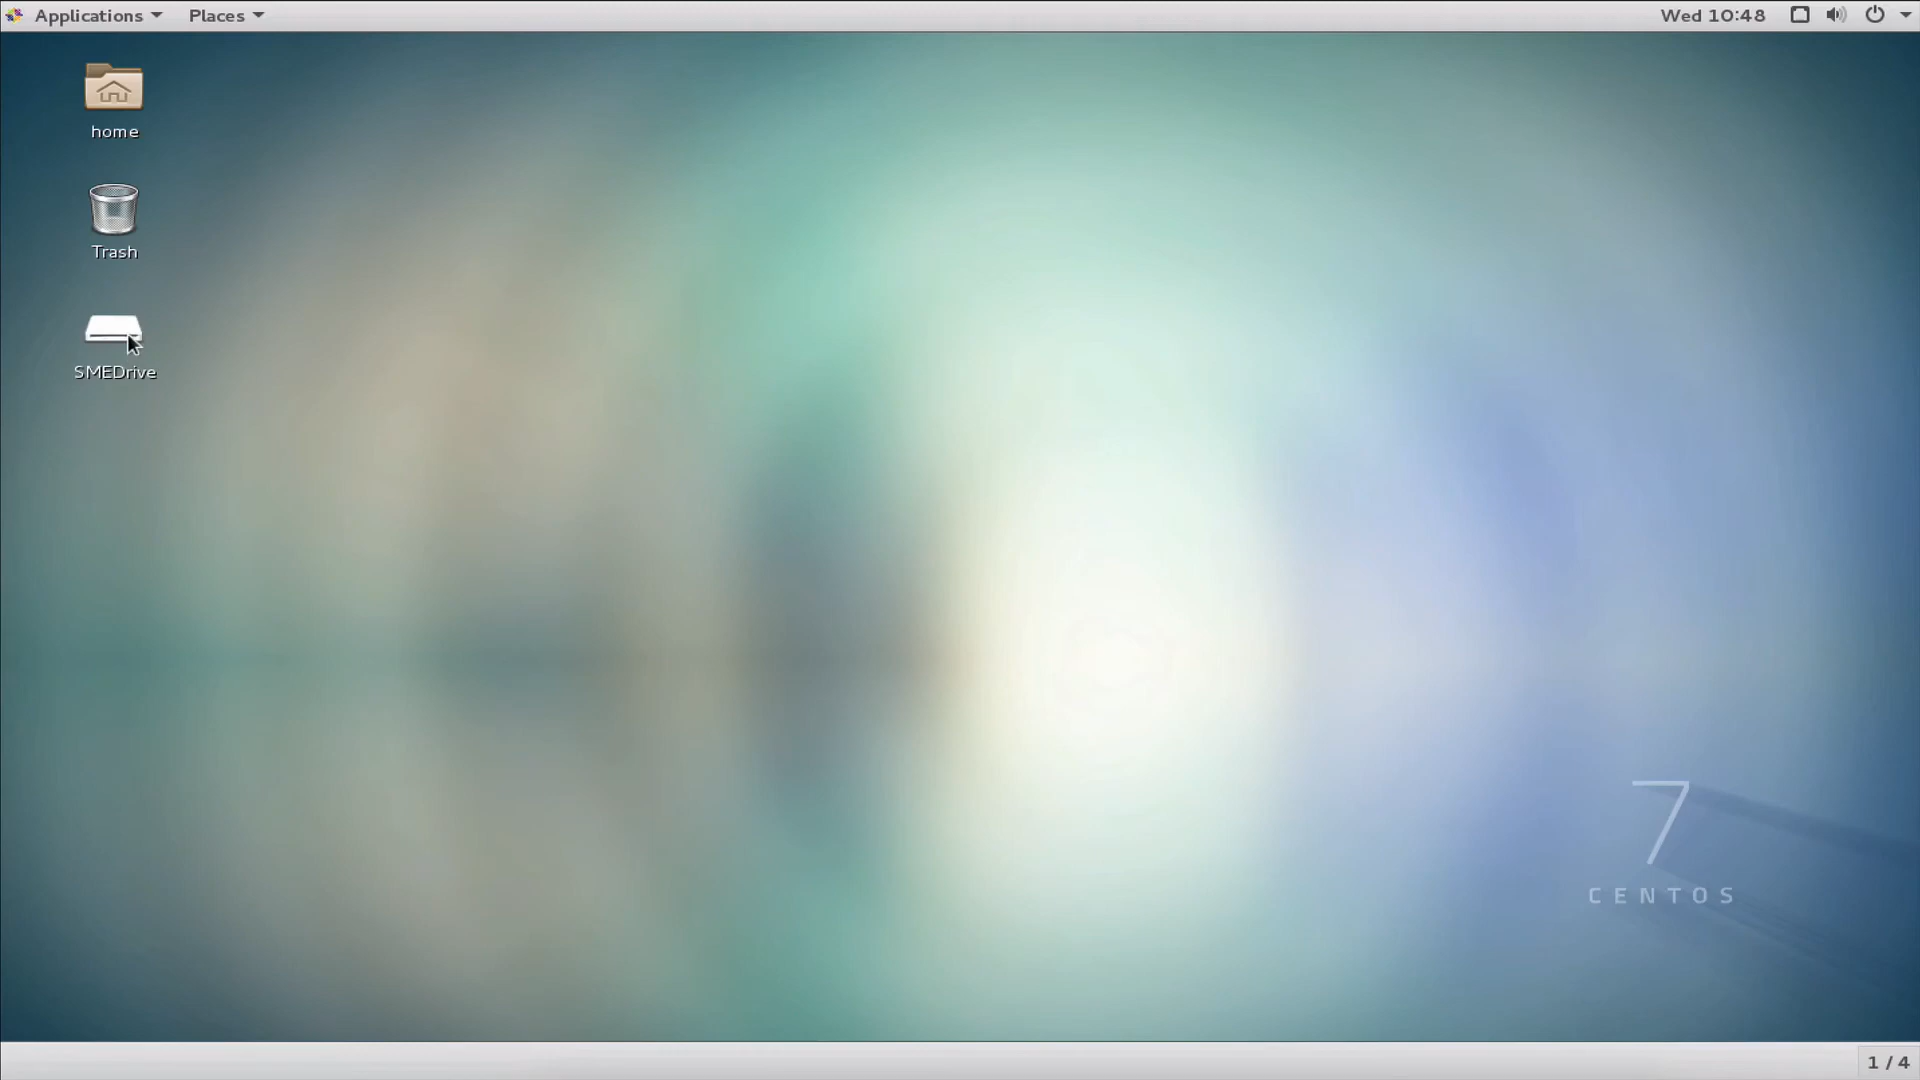 Applications Places Wed 10:48
home
Trash
SMEDrive
7
CENTOS
1 / 4